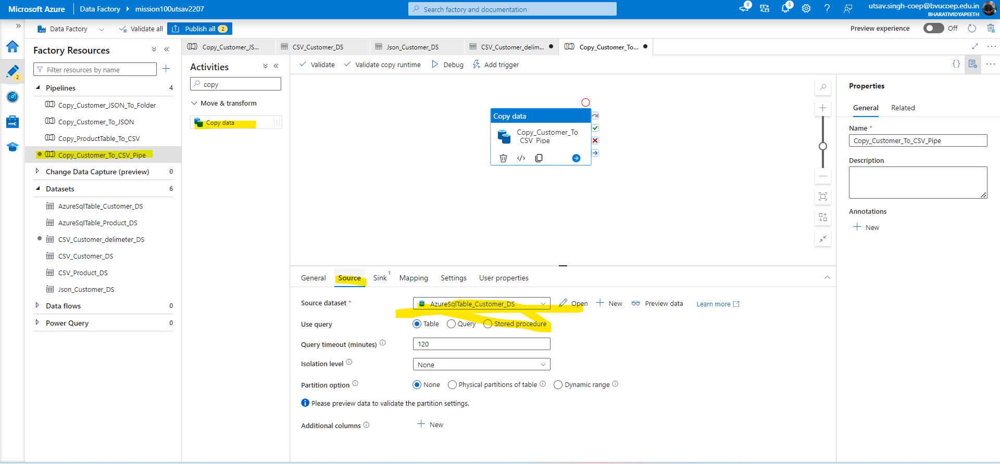 Microsoft Azure
Data Factory
mission100utsav2207
Search factory and documentation
6
8
utsav.singh-coep@bvucoep.edu.in
BHARATIVIDYAPEETH
Data Factory
Validate all
Publish all 2
Preview experience
Off
2
Factory Resources
Filter resources by name
Pipelines 4
Copy_Customer_JSON_To_Folder
Copy_Customer_To_JSON
Copy_ProductTable_To_CSV
Copy_Customer_To_CSV_Pipe
Change Data Capture (preview) 0
Datasets 6
AzureSqlTable_Customer_DS
AzureSqlTable_Product_DS
CSV_Customer_delimeter_DS
CSV_Customer_DS
CSV_Product_DS
Json_Customer_DS
Data flows 0
Power Query 0
Copy_Customer_JS...
CSV_Customer_DS
Json_Customer_DS
CSV_Customer_delim...
Copy_Customer_To...
Activities
copy
Move & transform
Copy data
Validate
Validate copy runtime
Debug
Add trigger
Copy data
Copy_Customer_To
_CSV_Pipe
General
Source
Sink 1
Mapping
Settings
User properties
Source dataset *
AzureSqlTable_Customer_DS
Open
New
Preview data
Learn more
Use query
Table
Query
Stored procedure
Query timeout (minutes)
120
Isolation level
None
Partition option
None
Physical partitions of table
Dynamic range
Please preview data to validate the partition settings.
Additional columns
New
Properties
General
Related
Name *
Copy_Customer_To_CSV_Pipe
Description
Annotations
New